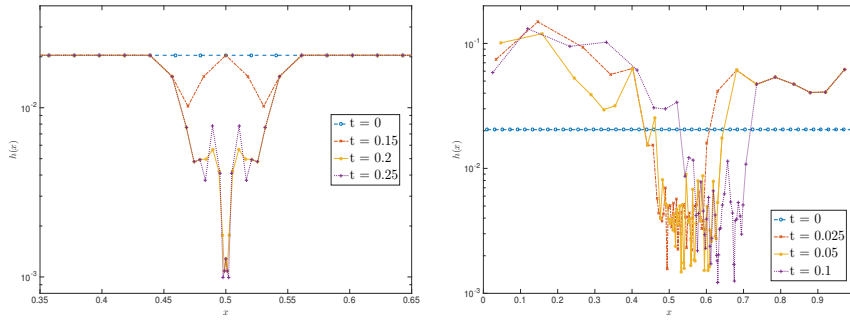 10^-2
10^-3
h(x)
0.35 0.4 0.45 0.5 0.55 0.6 0.65
x
t = 0
t = 0.15
t = 0.2
t = 0.25
10^-1
10^-2
10^-3
h(x)
0 0.1 0.2 0.3 0.4 0.5 0.6 0.7 0.8 0.9
x
t = 0
t = 0.025
t = 0.05
t = 0.1